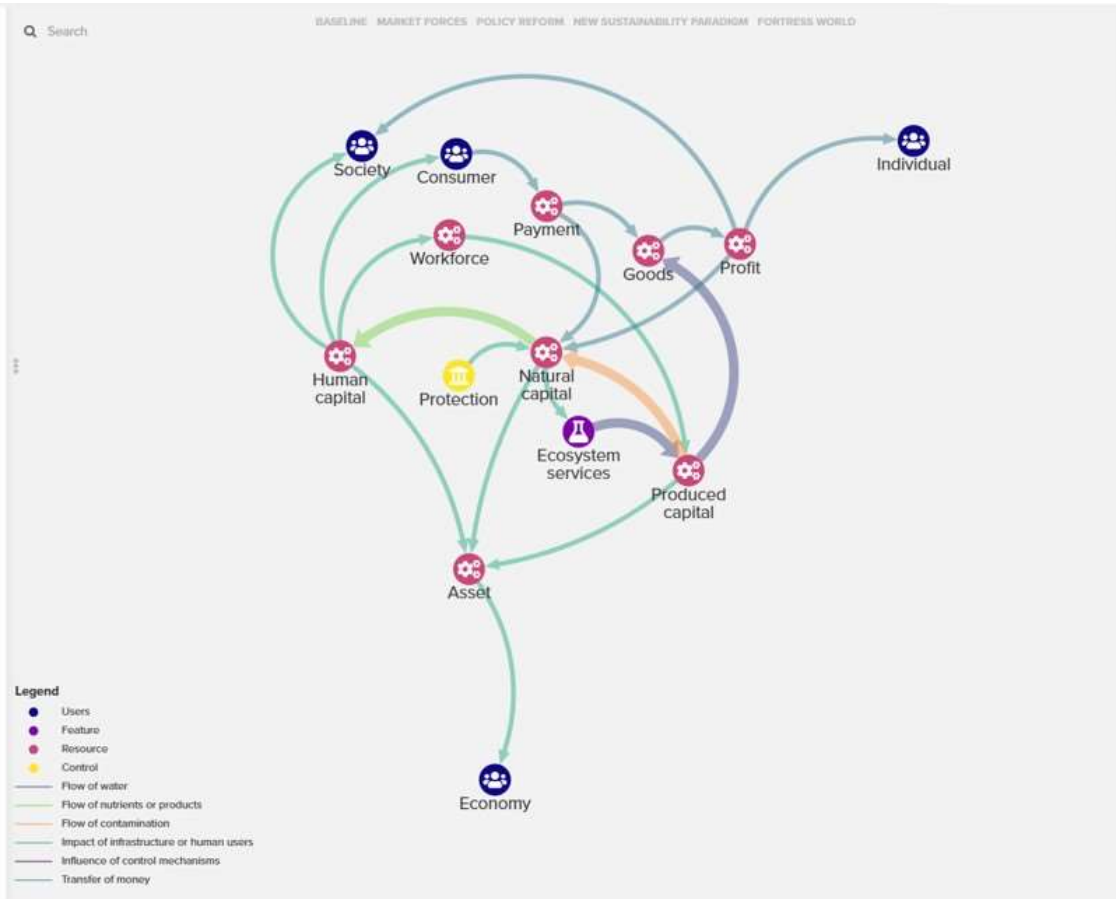 BASELINE MARKET FORCES POLICY REFORM NEW SUSTAINABILITY PARADIGM FORTRESS WORLD
Search
Society
Consumer
Individual
Payment
Workforce
Goods
Profit
Human
capital
Protection
Natural
capital
Ecosystem
services
Produced
capital
Asset
Economy
Legend
Users
Feature
Resource
Control
Flow of water
Flow of nutrients or products
Flow of contamination
Impact of infrastructure or human users
Influence of control mechanisms
Transfer of money